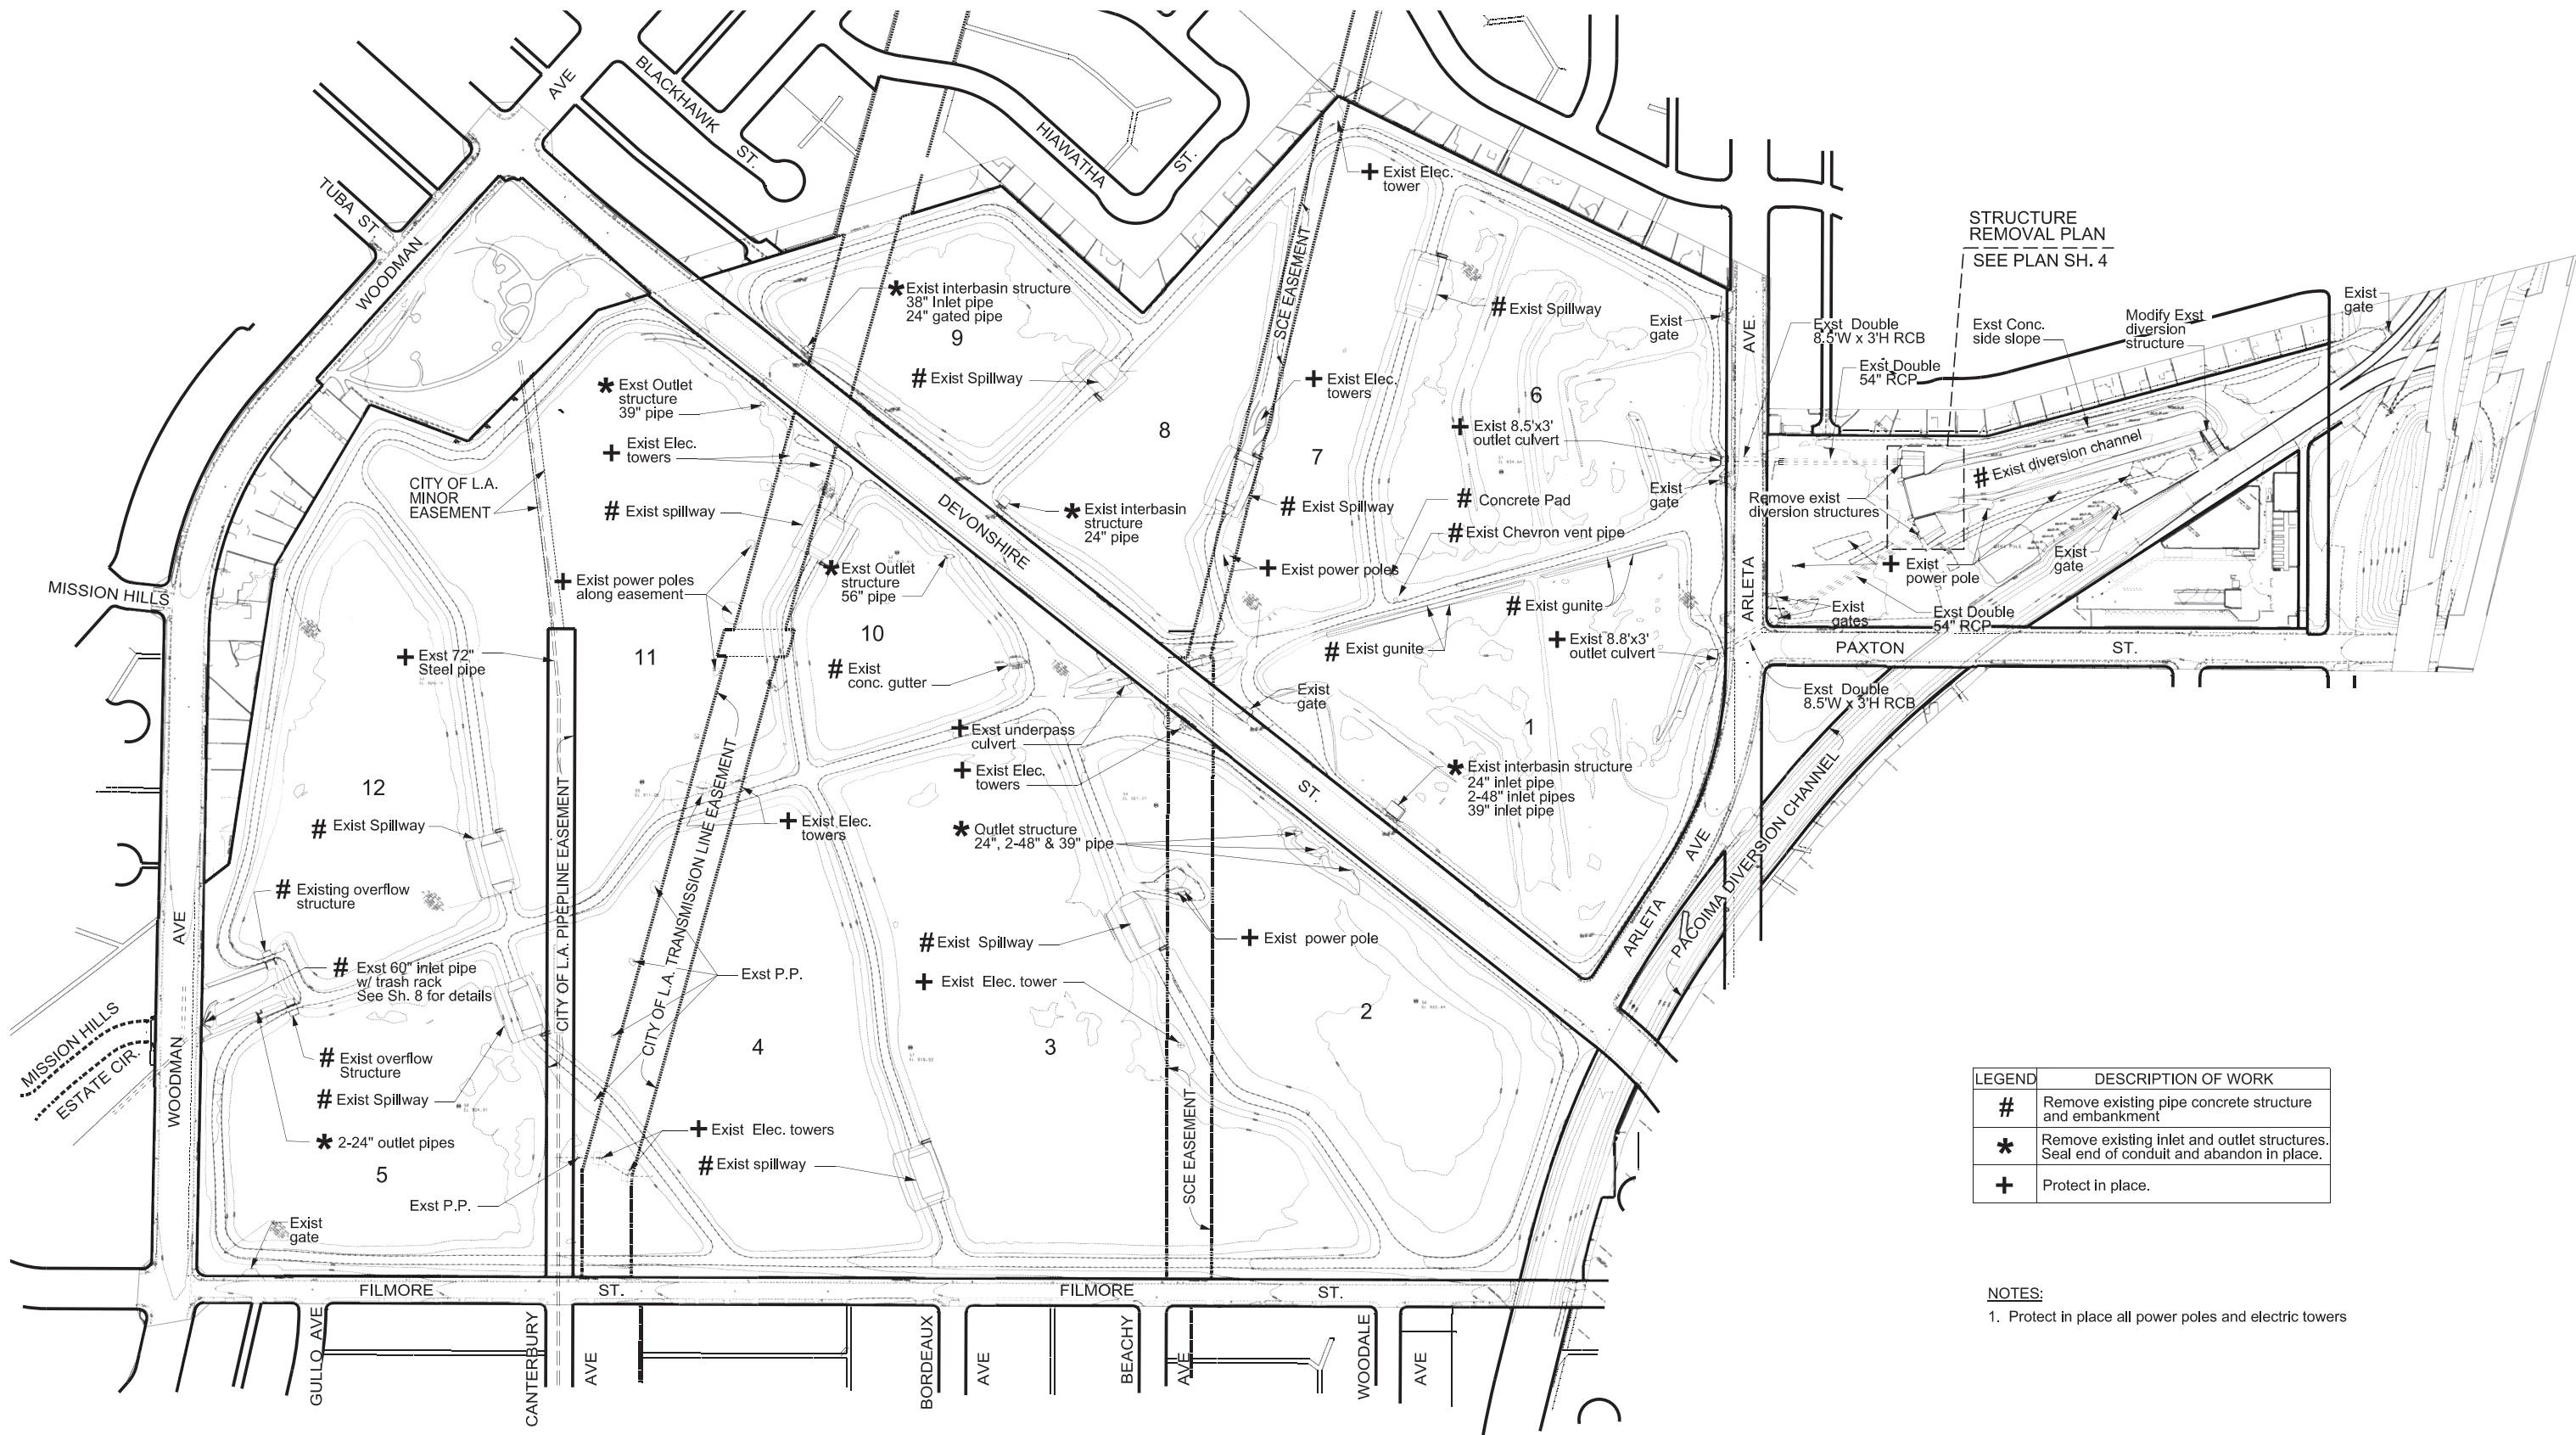 AVE
BLACKHAWK
ST.
HIAWATHA
ST.
TUBA ST.
WOODMAN
Exist Elec.
tower
STRUCTURE
REMOVAL PLAN
SEE PLAN SH. 4
* Exist interbasin structure
38" Inlet pipe
24" gated pipe
9
# Exist Spillway
SCE EASEMENT
# Exist Spillway
Exist
gate
AVE
Exst Double
8.5'W x 3'H RCB
Exst Conc.
side slope
Modify Exst
diversion
structure
Exist
gate
Exst Double
54" RCP
* Exst Outlet
structure
39" pipe
+ Exist Elec.
towers
+ Exist Elec.
towers
6
8
7
+ Exist 8.5'x3'
outlet culvert
# Exist diversion channel
CITY OF L.A.
MINOR
EASEMENT
# Exist spillway
DEVONSHIRE
* Exist interbasin
structure
24" pipe
# Exist Spillway
# Concrete Pad
# Exist Chevron vent pipe
Exist
gate
Remove exist
diversion structures
+ Exist power poles
along easement
* Exst Outlet
structure
56" pipe
+ Exist power poles
# Exist gunite
+ Exist
power pole
Exist
gate
MISSION HILLS
ARLETA
Exist
gates
Exst Double
54" RCP
10
11
+ Exst 72"
Steel pipe
# Exist
conc. gutter
# Exist gunite
+ Exist 8.8'x3'
outlet culvert
PAXTON
ST.
Exist
gate
Exst Double
8.5'W x 3'H RCB
1
+ Exst underpass
culvert
+ Exist Elec.
towers
ST.
* Exist interbasin structure
24" inlet pipe
2-48" inlet pipes
39" inlet pipe
12
# Exist Spillway
CITY OF L.A. PIPEPLINE EASEMENT
CITY OF L.A. TRANSMISSION LINE EASEMENT
+ Exist Elec.
towers
* Outlet structure
24", 2-48" & 39" pipe
AVE
ARLETA
PACOIMA DIVERSION CHANNEL
# Existing overflow
structure
AVE
# Exist Spillway
+ Exist power pole
# Exst 60" inlet pipe
w/ trash rack
See Sh. 8 for details
Exst P.P.
+ Exist Elec. tower
2
3
4
MISSION HILLS
ESTATE CIR.
WOODMAN
# Exist overflow
Structure
# Exist Spillway
* 2-24" outlet pipes
5
+ Exist Elec. towers
# Exist spillway
SCE EASEMENT
Exst P.P.
Exist
gate
LEGEND DESCRIPTION OF WORK
# Remove existing pipe concrete structure
and embankment
* Remove existing inlet and outlet structures.
Seal end of conduit and abandon in place.
+ Protect in place.
FILMORE
ST.
FILMORE
ST.
NOTES:
1. Protect in place all power poles and electric towers
GULLO AVE
CANTERBURY
AVE
BORDEAUX
AVE
BEACHY
AVE
WOODALE
AVE